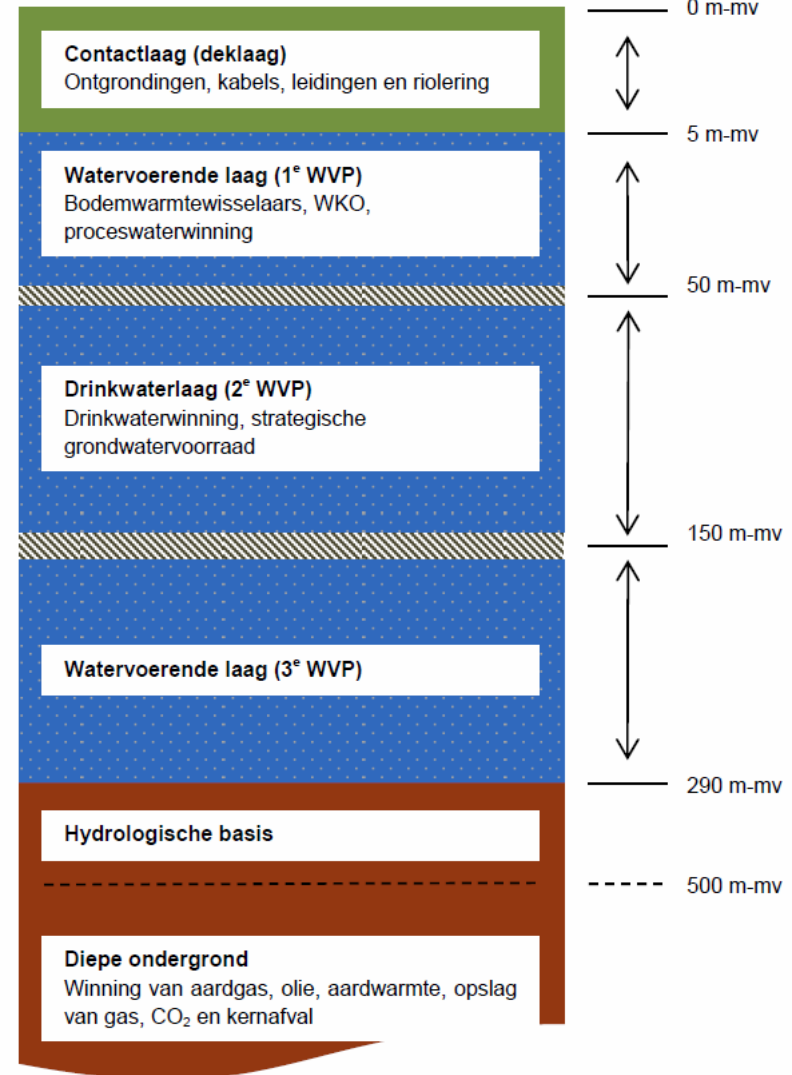 0 m-mv
Contactlaag (deklaag)
Ontgrondingen, kabels, leidingen en riolering
5 m-mv
Watervoerende laag (1e WVP)
Bodemwarmtewisselaars, WKO,
proceswaterwinning
50 m-mv
Drinkwaterlaag (2e WVP)
Drinkwaterwinning, strategische
grondwatervoorraad
150 m-mv
Watervoerende laag (3e WVP)
290 m-mv
Hydrologische basis
500 m-mv
Diepe ondergrond
Winning van aardgas, olie, aardwarmte, opslag
van gas, CO₂ en kernafval